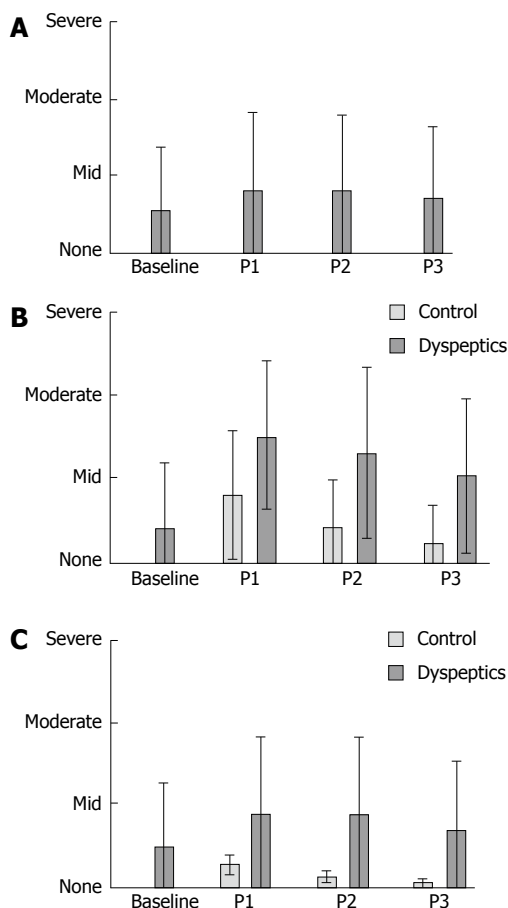 A
Severe
Moderate
Mid
None
Baseline P1 P2 P3
B
Severe
Moderate
Mid
None
Control
Dyspeptics
Baseline P1 P2 P3
C
Severe
Moderate
Mid
None
Control
Dyspeptics
Baseline P1 P2 P3